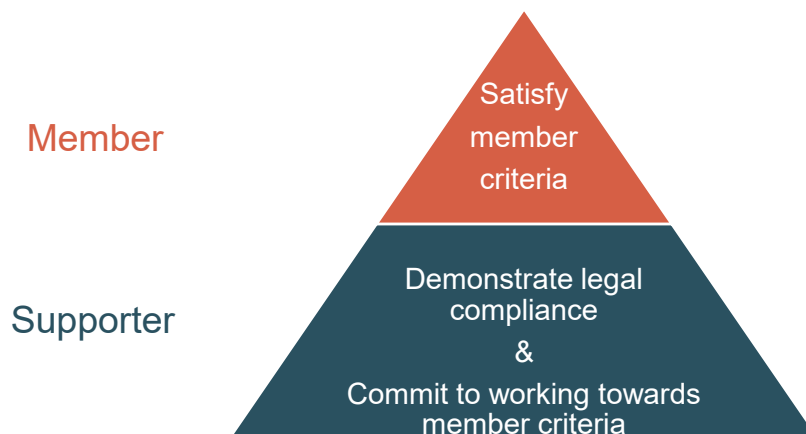 Member
Satisfy
member
criteria
Supporter
Demonstrate legal
compliance
&
Commit to working towards
member criteria